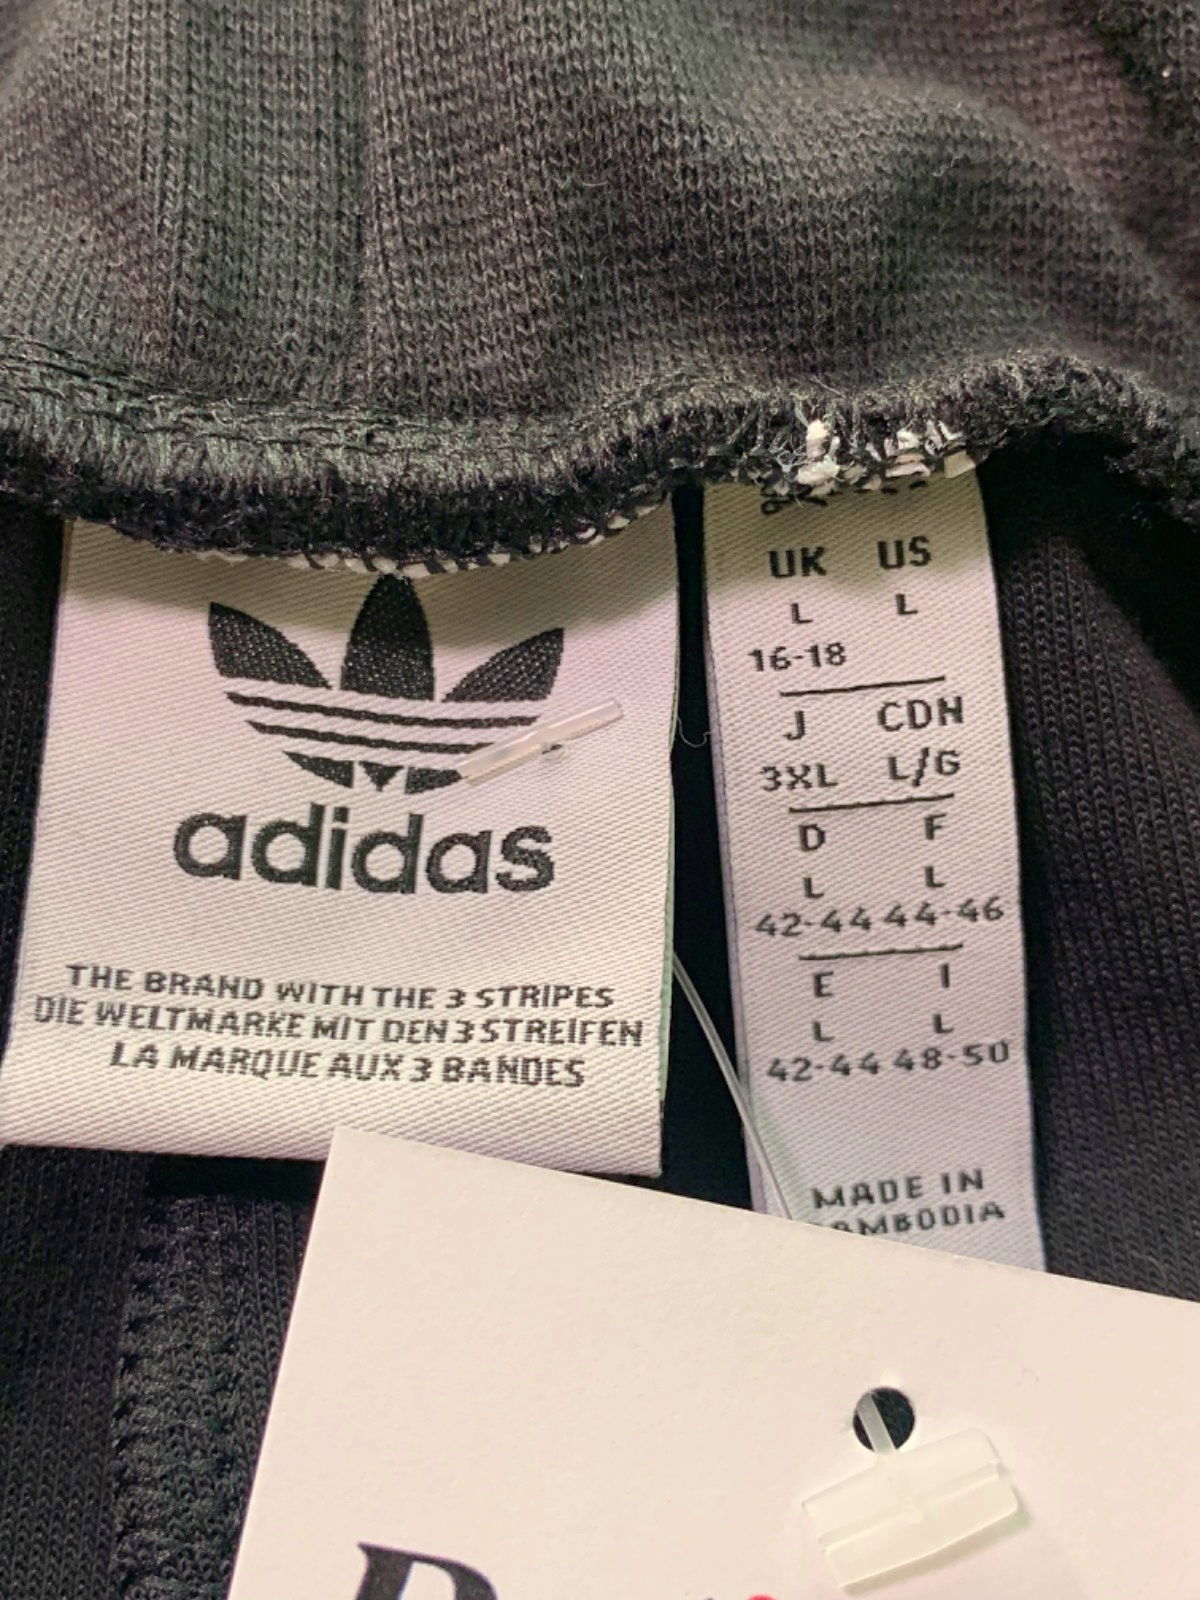 adidas
THE BRAND WITH THE 3 STRIPES
DIE WELTMARKE MIT DEN 3 STREIFEN
LA MARQUE AUX 3 BANDES
UK US
L L
16-18
J CDN
3XL L/G
D F
L L
42-44 44-46
E I
L L
42-44 48-50
MADE IN